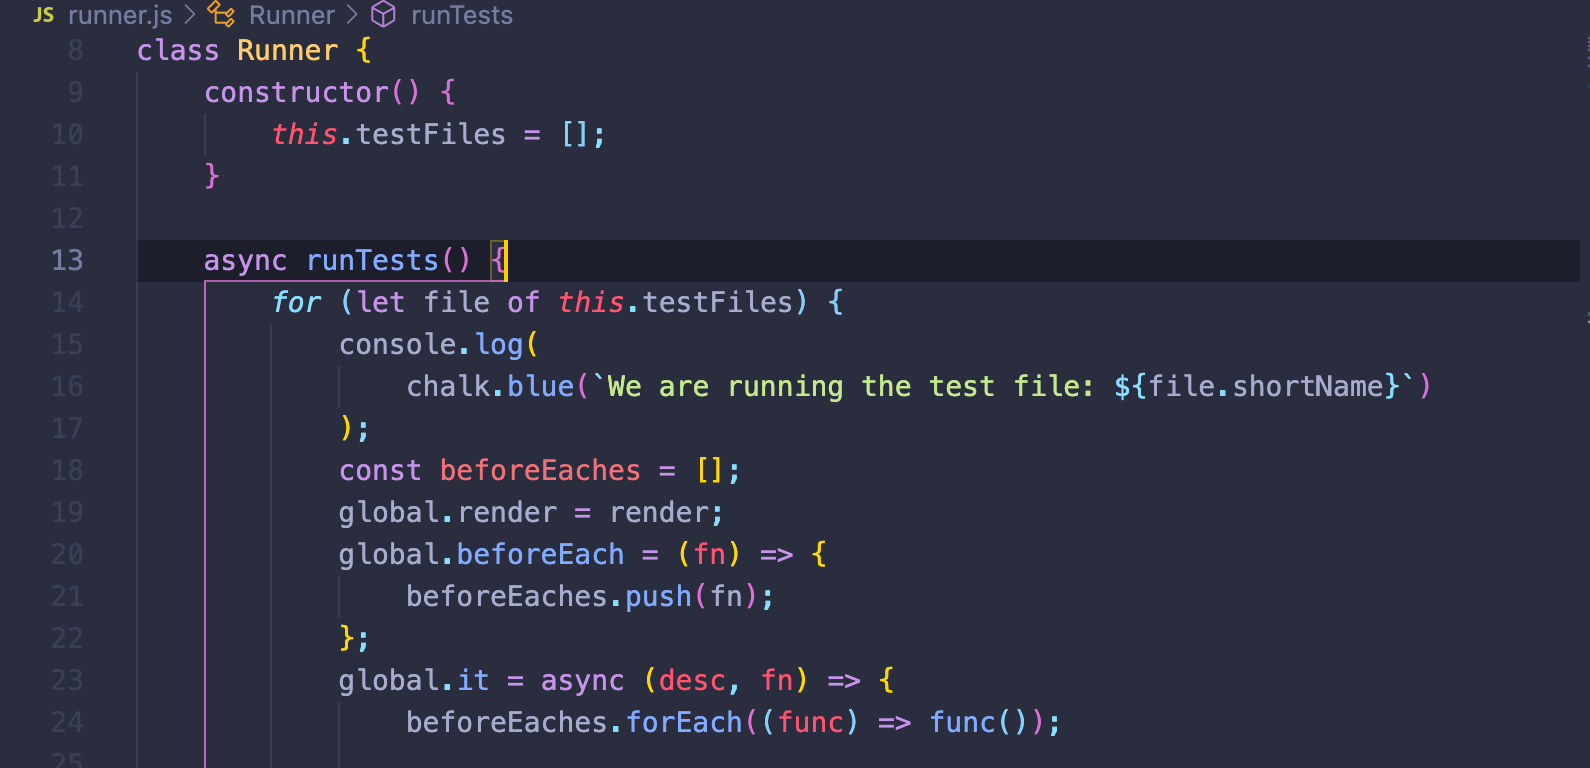 JS runner.js > Runner > runTests
8 class Runner {
9 constructor() {
10 this.testFiles = [];
11 }
12
13 async runTests() {
14 for (let file of this.testFiles) {
15 console.log(
16 chalk.blue(`We are running the test file: ${file.shortName}`)
17 );
18 const beforeEaches = [];
19 global.render = render;
20 global.beforeEach = (fn) => {
21 beforeEaches.push(fn);
22 };
23 global.it = async (desc, fn) => {
24 beforeEaches.forEach((func) => func());
25